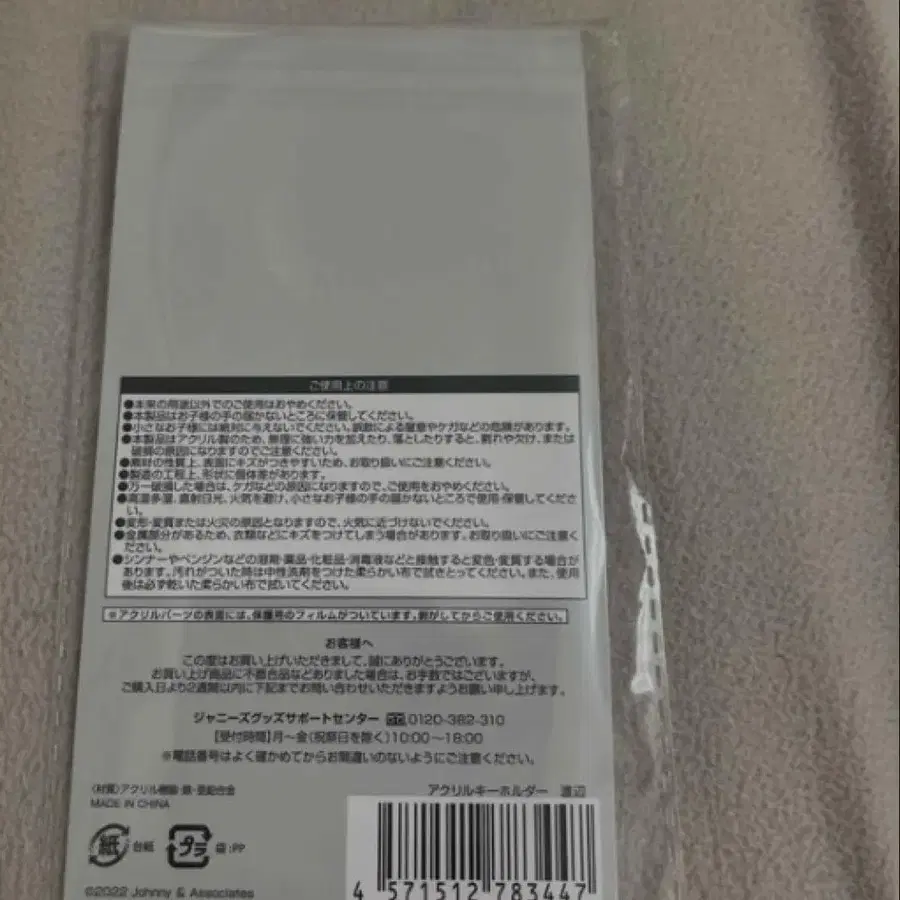 ご使用上の注意
●本来の用途以外でのご使用はおやめください。
●本製品はお子様の手の届かないところに保管してください。
●小さなお子様には絶対に与えないでください。誤飲による窒息やケガなどの危険があります。
●本製品はアクリル製のため、無理に強い力を加えたり、落としたりすると、割れや欠け、または
破損の原因になりますのでご注意ください。
●素材の性質上、表面にキズがつきやすいため、お取り扱いにご注意ください。
●製造の工程上、形状に個体差があります。
●万一破損した場合は、ケガなどの原因になりますので、ご使用をおやめください。
●高温多湿、直射日光、火気を避け、小さなお子様の手の届かないところで使用・保管してくださ
い。
●変形・変質または火災の原因となりますので、火気に近づけないでください。
●金属部分があるため、衣類などにキズをつけてしまう場合があります。お取り扱いにご注意く
ださい。
●シンナーやベンジンなどの溶剤・薬品・化粧品・消毒液などと接触すると変色・変質する場合が
あります。汚れがついた時は中性洗剤をつけた柔らかい布で拭きとってください。また、使用
後は必ず乾いた柔らかい布で拭いてください。
※アクリルパーツの表面には、保護用のフィルムがついています。剥がしてからご使用ください。
お客様へ
この度はお買い上げいただきまして、誠にありがとうございます。
お買い上げ商品に不都合品などありました場合は、お手数ではございますが、
ご購入日より2週間以内に下記までお問い合わせいただきますようお願い申し上げます。
ジャニーズグッズサポートセンター 0120-382-310
【受付時間】月～金(祝祭日を除く)10:00～18:00
※電話番号はよく確かめてからお間違いのないようにご注意ください。
〈材質〉アクリル樹脂・鉄・亜鉛合金
MADE IN CHINA
アクリルキーホルダー 渡辺
紙 台紙 プラ 袋:PP
©2022 Johnny & Associates
4 571512 783447